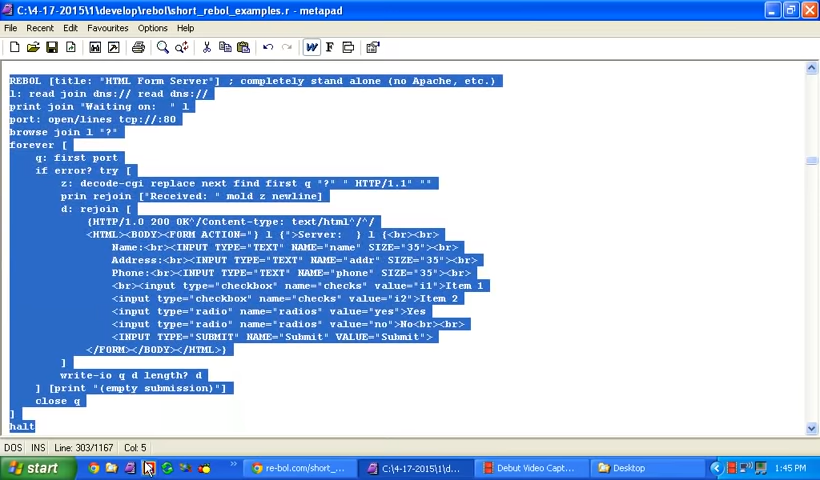 C:\4-17-2015\1\develop\rebol\short_rebol_examples.r - metapad
File Edit Favourites Options Help
REBOL [title: "HTML Form Server"] ; completely stand alone (no Apache, etc.)
l: read join dns:// read dns://
print join "Waiting on:  " l
port: open/lines tcp://:80
browse join l "?"
forever [
q: first port
if error? try [
z: decode-cgi replace next find first q "?" " HTTP/1.1" ""
prin rejoin ["Received: " mold z newline]
d: rejoin [
{HTTP/1.0 200 OK^/Content-type: text/html^/^/
<HTML><BODY><FORM ACTION="} l {">Server:  } l {<br><br>
Name:<br><INPUT TYPE="TEXT" NAME="name" SIZE="35"><br>
Address:<br><INPUT TYPE="TEXT" NAME="addr" SIZE="35"><br>
Phone:<br><INPUT TYPE="TEXT" NAME="phone" SIZE="35"><br>
<br><input type="checkbox" name="checks" value="i1">Item 1
<input type="checkbox" name="checks" value="i2">Item 2
<input type="radio" name="radios" value="yes">Yes
<input type="radio" name="radios" value="no">No<br><br>
<INPUT TYPE="SUBMIT" NAME="Submit" VALUE="Submit">
</FORM></BODY></HTML>}
]
write-io q d length? d
] [print "(empty submission)"]
close q
]
halt
DOS INS Line: 303/1167 Col: 5
start re-bol.com/short_... C:\4-17-2015\1\d... Debut Video Capt... Desktop 1:45 PM